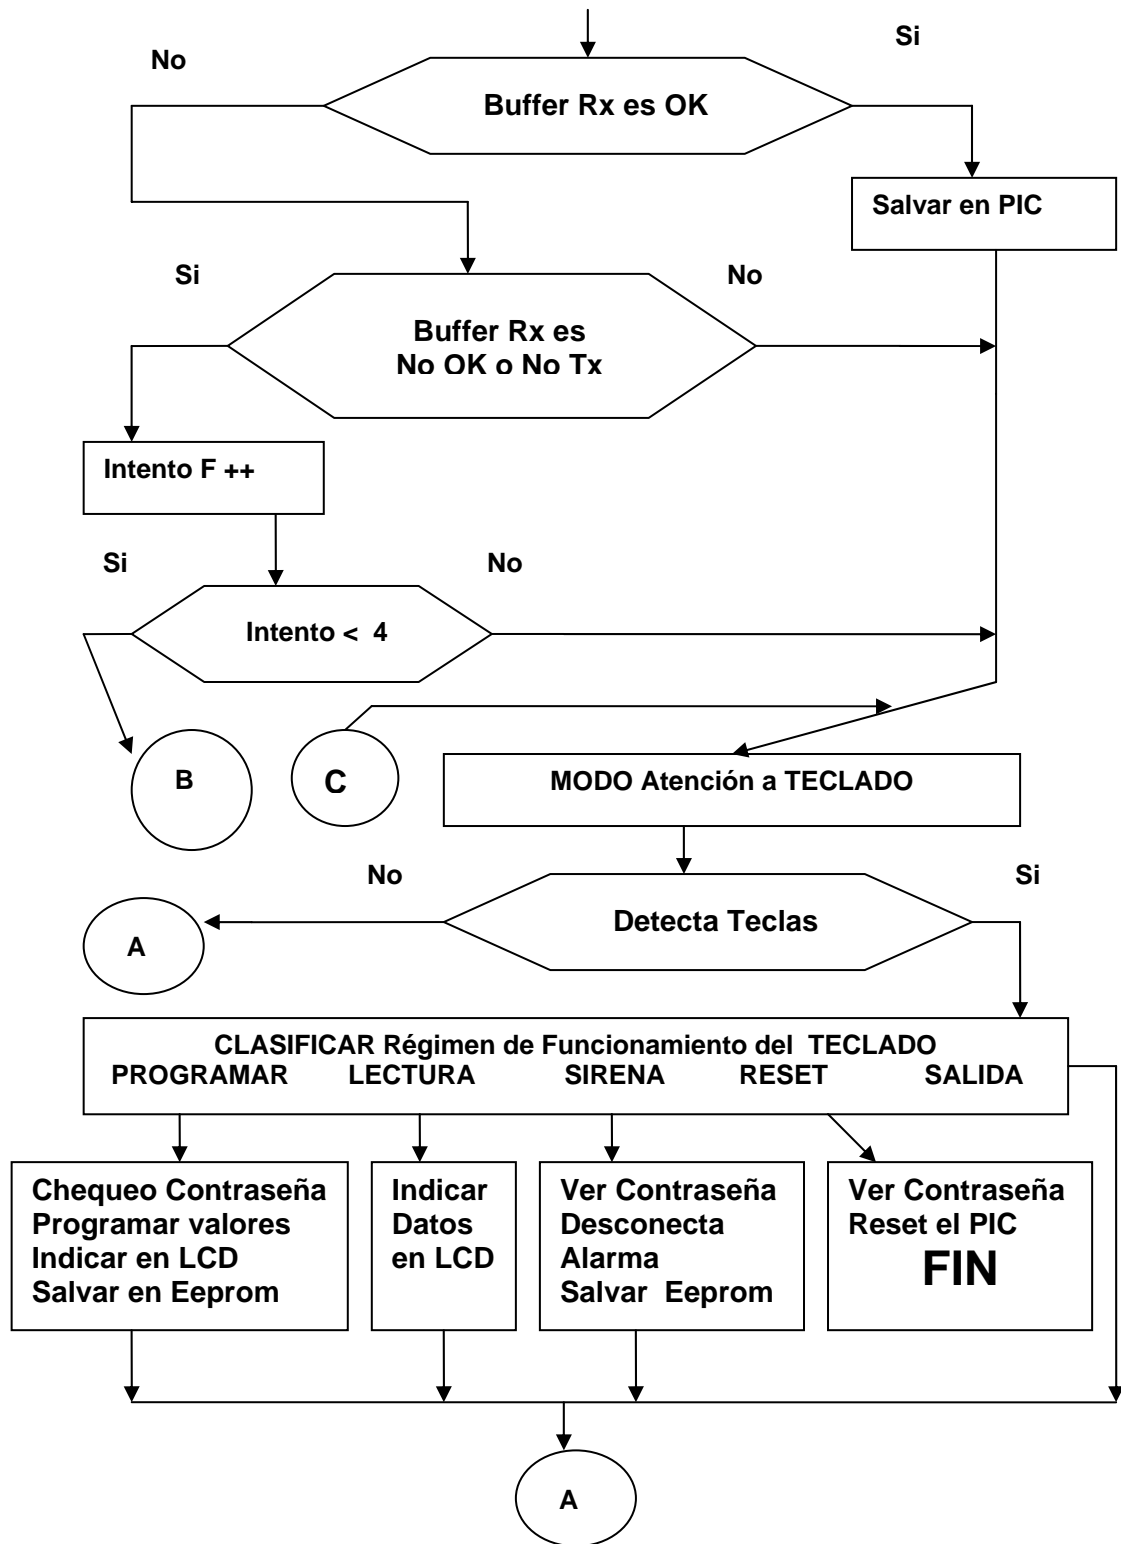 No
Si
Buffer Rx es OK
Salvar en PIC
Si
No
Buffer Rx es
No OK o No Tx
Intento F ++
Si
No
Intento < 4
B
C
MODO Atención a TECLADO
No
Si
Detecta Teclas
A
CLASIFICAR Régimen de Funcionamiento del TECLADO
PROGRAMAR LECTURA SIRENA RESET SALIDA
Chequeo Contraseña
Programar valores
Indicar en LCD
Salvar en Eeprom
Indicar
Datos
en LCD
Ver Contraseña
Desconecta
Alarma
Salvar Eeprom
Ver Contraseña
Reset el PIC
FIN
A